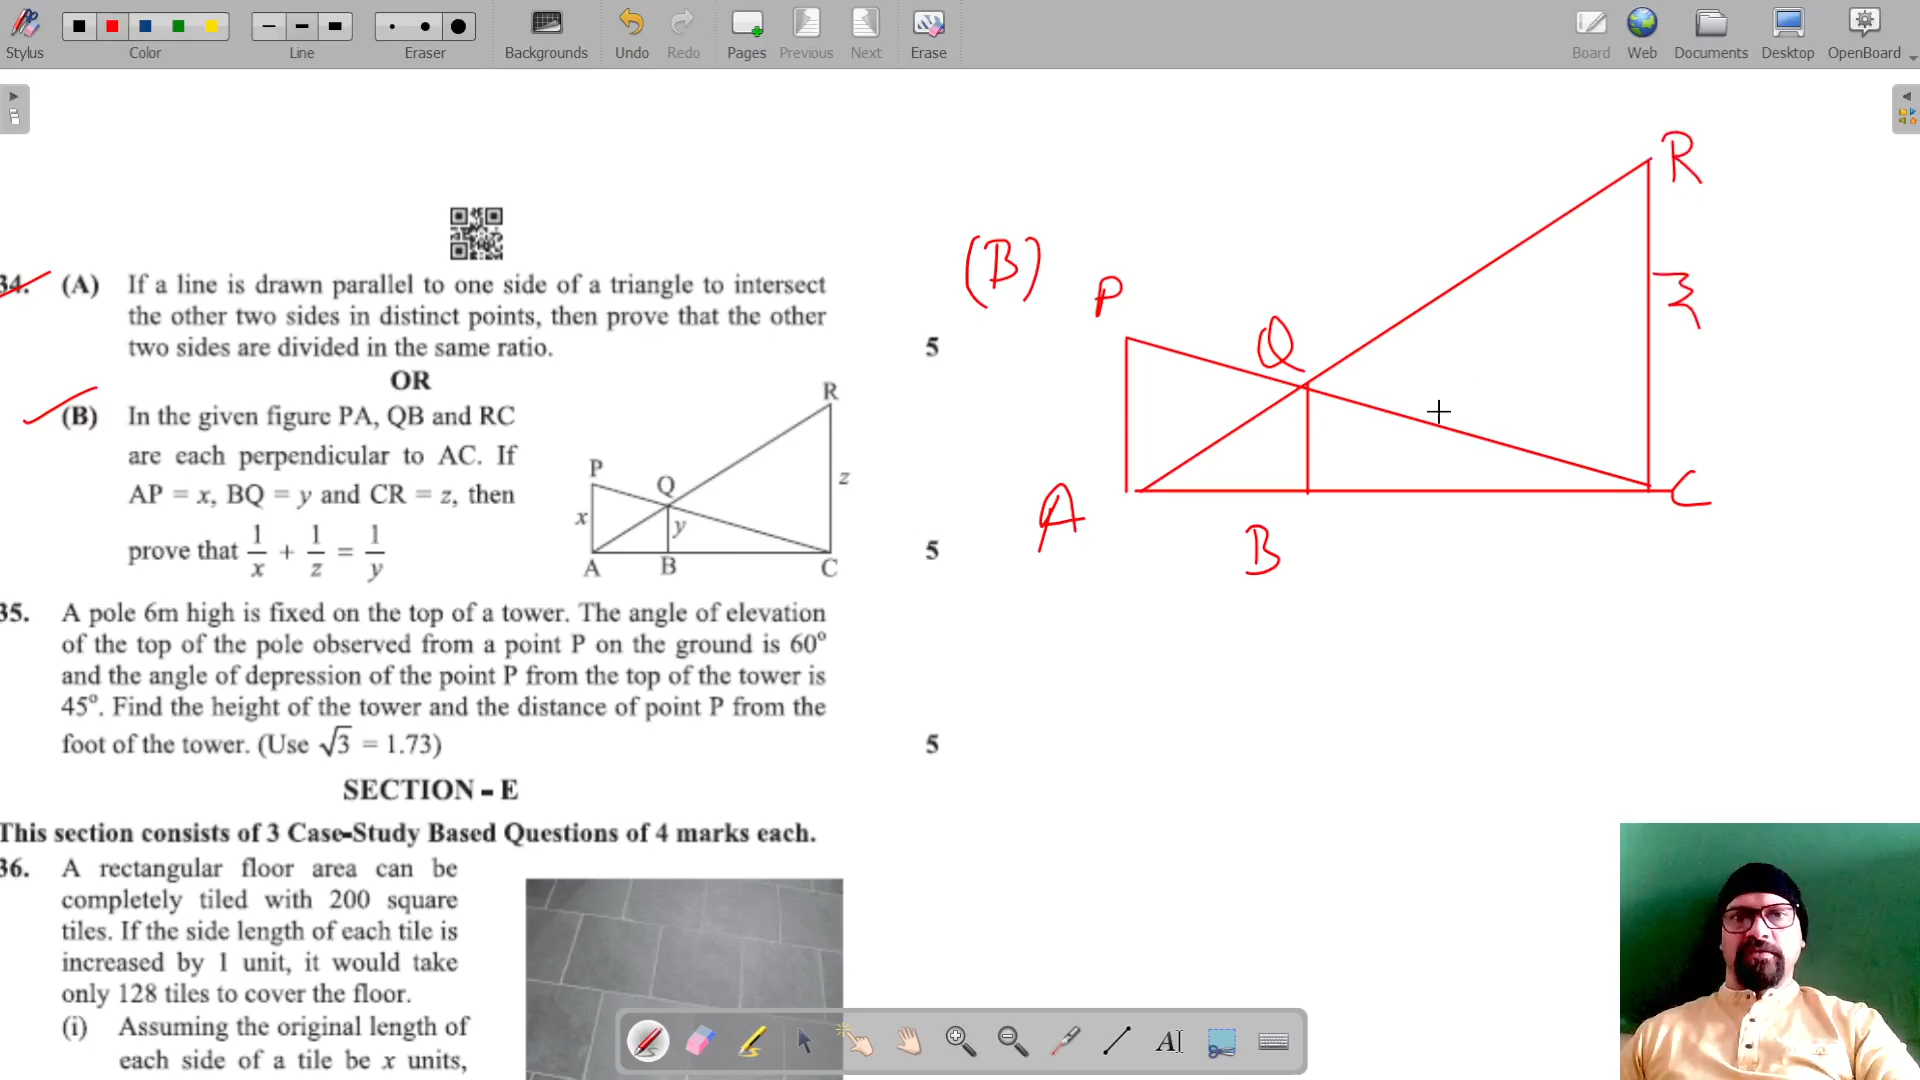 Stylus Color Line Eraser Backgrounds Undo Redo Pages Previous Next Erase Board Web Documents Desktop OpenBoard
34. (A) If a line is drawn parallel to one side of a triangle to intersect
the other two sides in distinct points, then prove that the other
two sides are divided in the same ratio. 5
OR
(B) In the given figure PA, QB and RC
are each perpendicular to AC. If
AP = x, BQ = y and CR = z, then
prove that 1/x + 1/z = 1/y 5
R
P
Q
z
x
y
A B C
35. A pole 6m high is fixed on the top of a tower. The angle of elevation
of the top of the pole observed from a point P on the ground is 60°
and the angle of depression of the point P from the top of the tower is
45°. Find the height of the tower and the distance of point P from the
foot of the tower. (Use √3 = 1.73) 5
SECTION - E
This section consists of 3 Case-Study Based Questions of 4 marks each.
36. A rectangular floor area can be
completely tiled with 200 square
tiles. If the side length of each tile is
increased by 1 unit, it would take
only 128 tiles to cover the floor.
(i) Assuming the original length of
each side of a tile be x units,
(B)
R
P
Q
z
A
B
C
AI